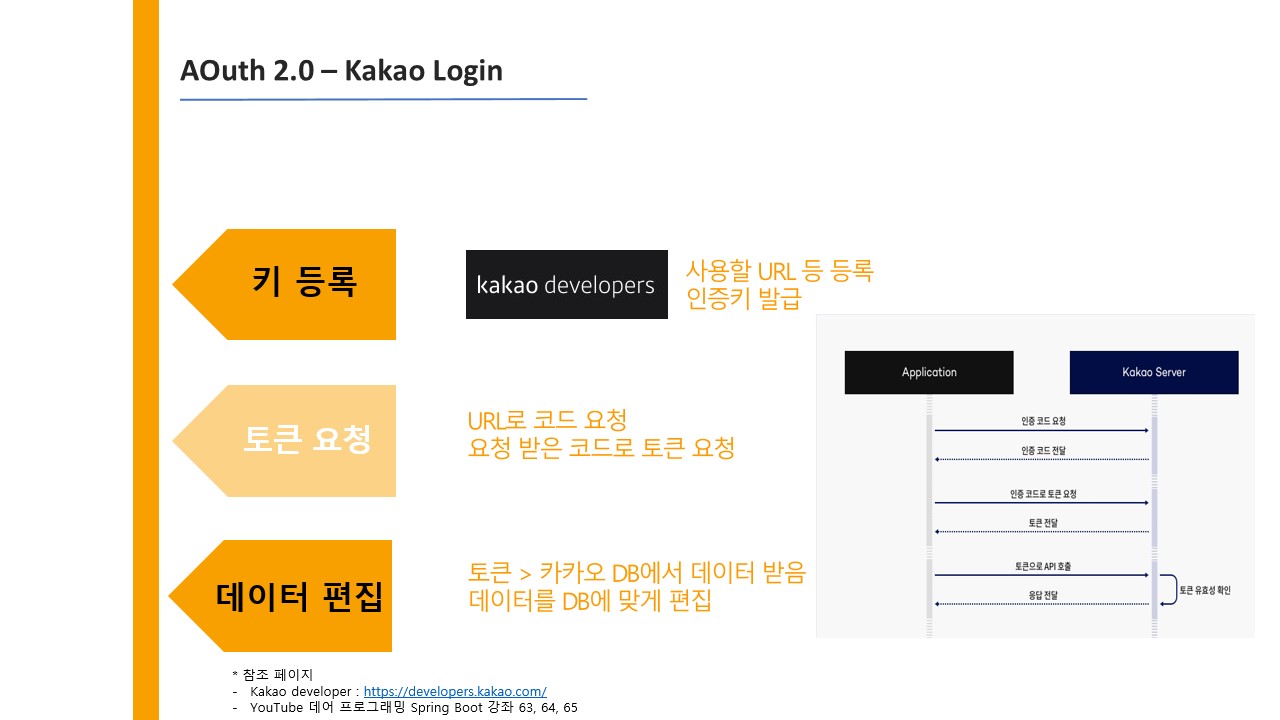 AOuth 2.0 – Kakao Login
키 등록
kakao developers
사용할 URL 등 등록
인증키 발급
토큰 요청
URL로 코드 요청
요청 받은 코드로 토큰 요청
데이터 편집
토큰 > 카카오 DB에서 데이터 받음
데이터를 DB에 맞게 편집
Application
Kakao Server
인증 코드 요청
인증 코드 전달
인증 코드로 토큰 요청
토큰 전달
토큰으로 API 호출
토큰 유효성 확인
응답 전달
* 참조 페이지
- Kakao developer : https://developers.kakao.com/
- YouTube 데어 프로그래밍 Spring Boot 강좌 63, 64, 65